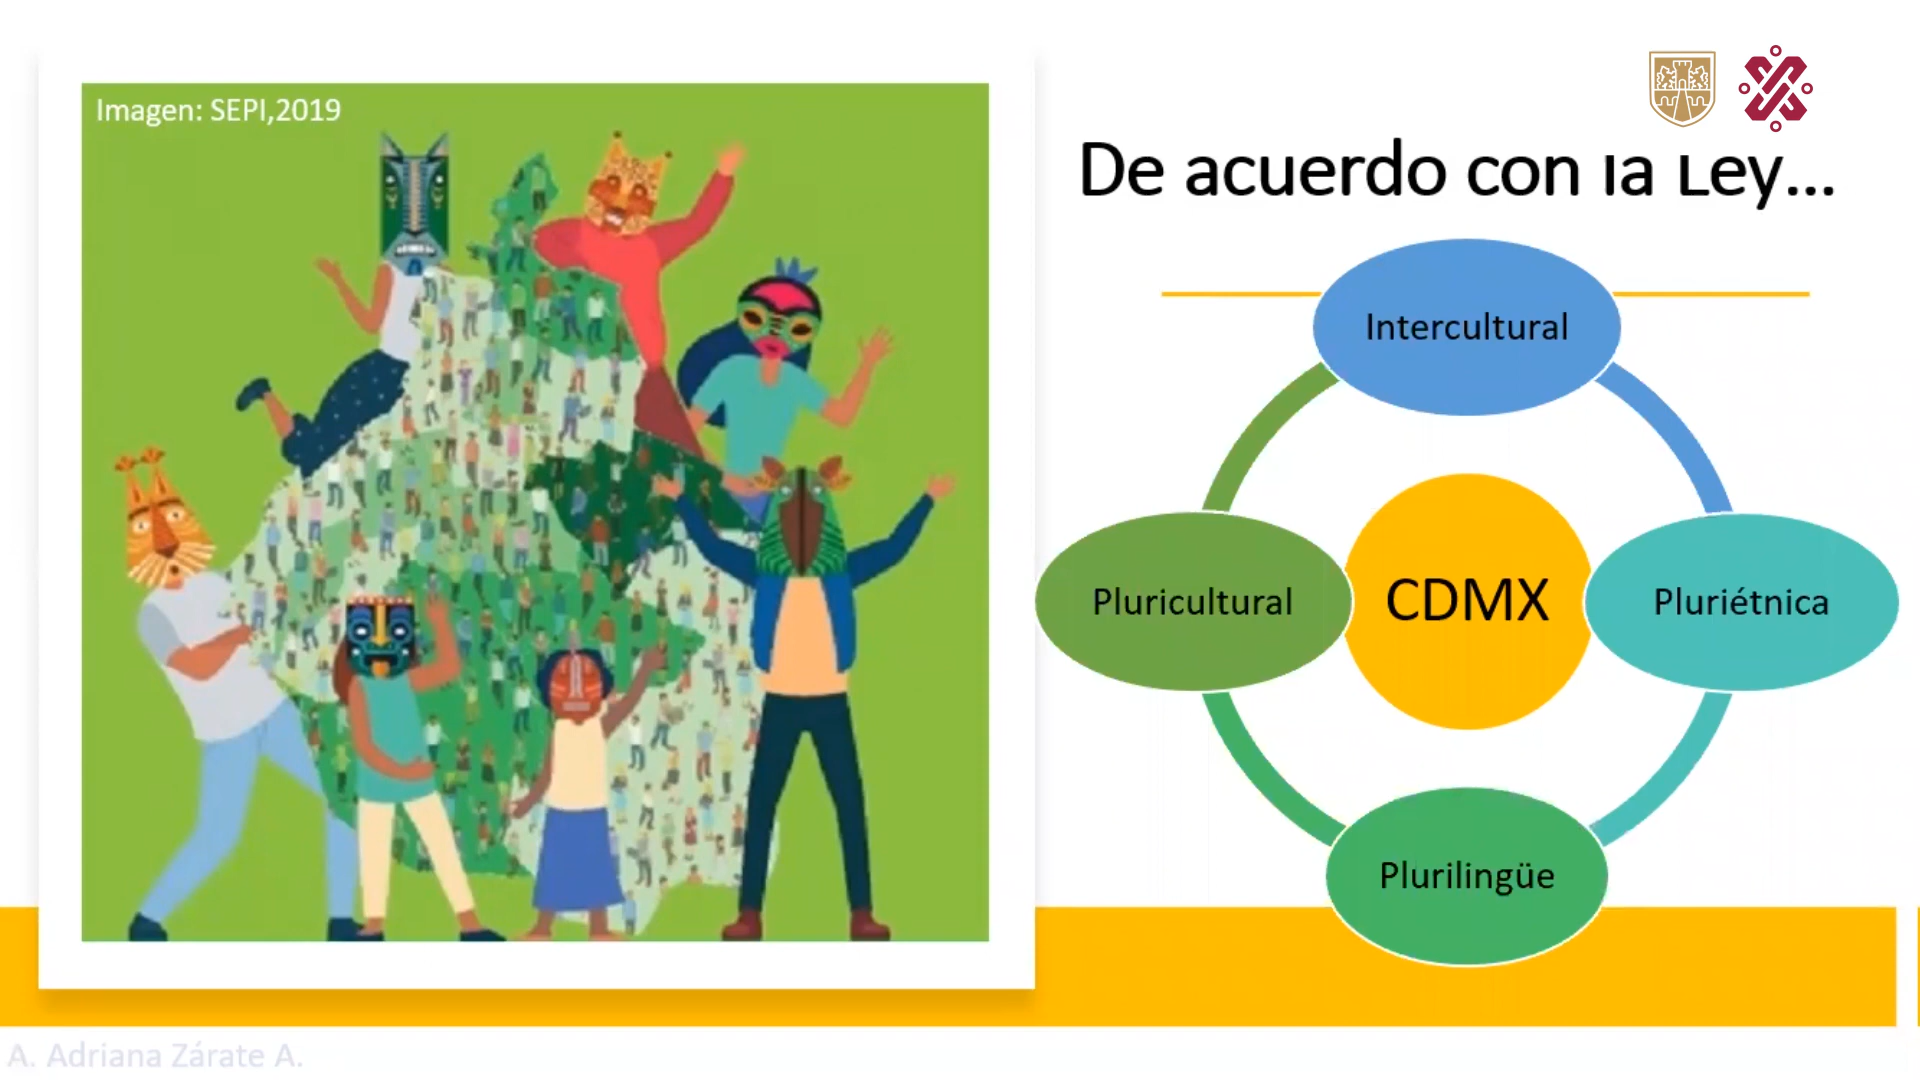 Imagen: SEPI,2019
De acuerdo con la Ley...
Intercultural
Pluricultural
CDMX
Pluriétnica
Plurilingüe
A. Adriana Zárate A.